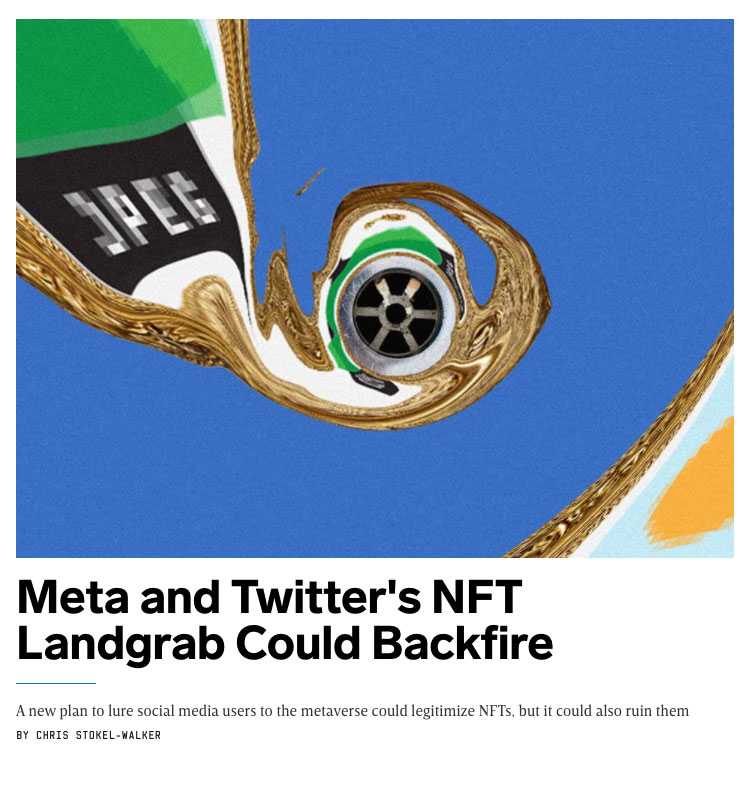 JPEG
Meta and Twitter's NFT
Landgrab Could Backfire
A new plan to lure social media users to the metaverse could legitimize NFTs, but it could also ruin them
BY CHRIS STOKEL-WALKER